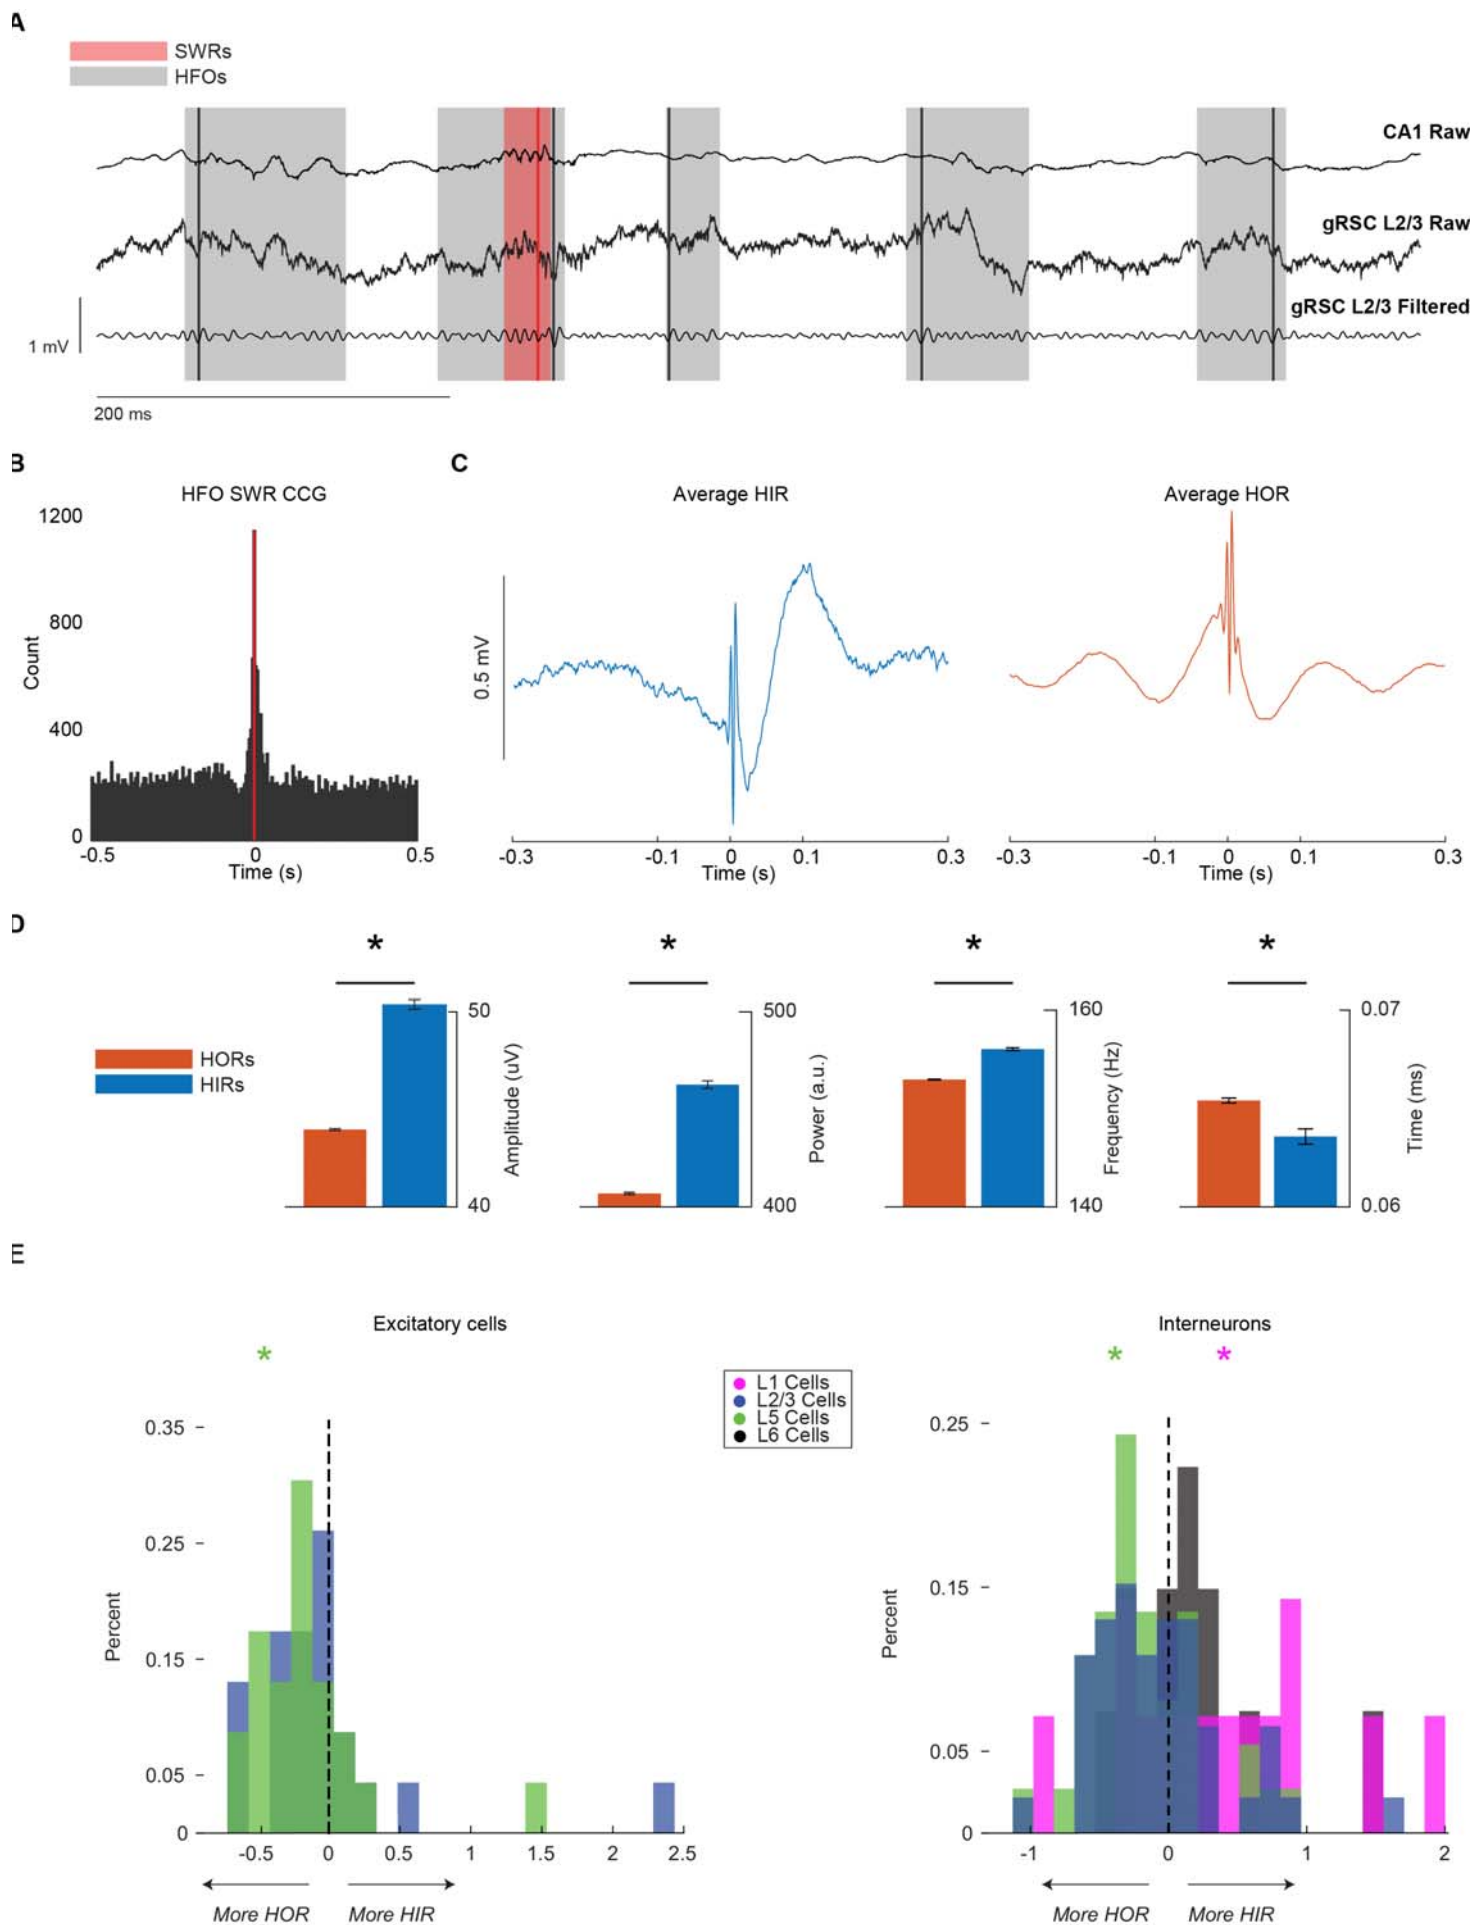 A
SWRs
HFOs
CA1 Raw
gRSC L2/3 Raw
gRSC L2/3 Filtered
1 mV
200 ms
B
HFO SWR CCG
1200
800
400
0
Count
-0.5
0
0.5
Time (s)
C
Average HIR
Average HOR
0.5 mV
-0.3
-0.1
0
0.1
0.3
Time (s)
-0.3
-0.1
0
0.1
0.3
Time (s)
D
HORs
HIRs
*
50
40
Amplitude (uV)
*
500
400
Power (a.u.)
*
160
140
Frequency (Hz)
*
0.07
0.06
Time (ms)
E
Excitatory cells
*
0.35
0.25
0.15
0.05
0
Percent
-0.5
0
0.5
1
1.5
2
2.5
More HOR
More HIR
L1 Cells
L2/3 Cells
L5 Cells
L6 Cells
Interneurons
*
*
0.25
0.15
0.05
0
Percent
-1
0
1
2
More HOR
More HIR